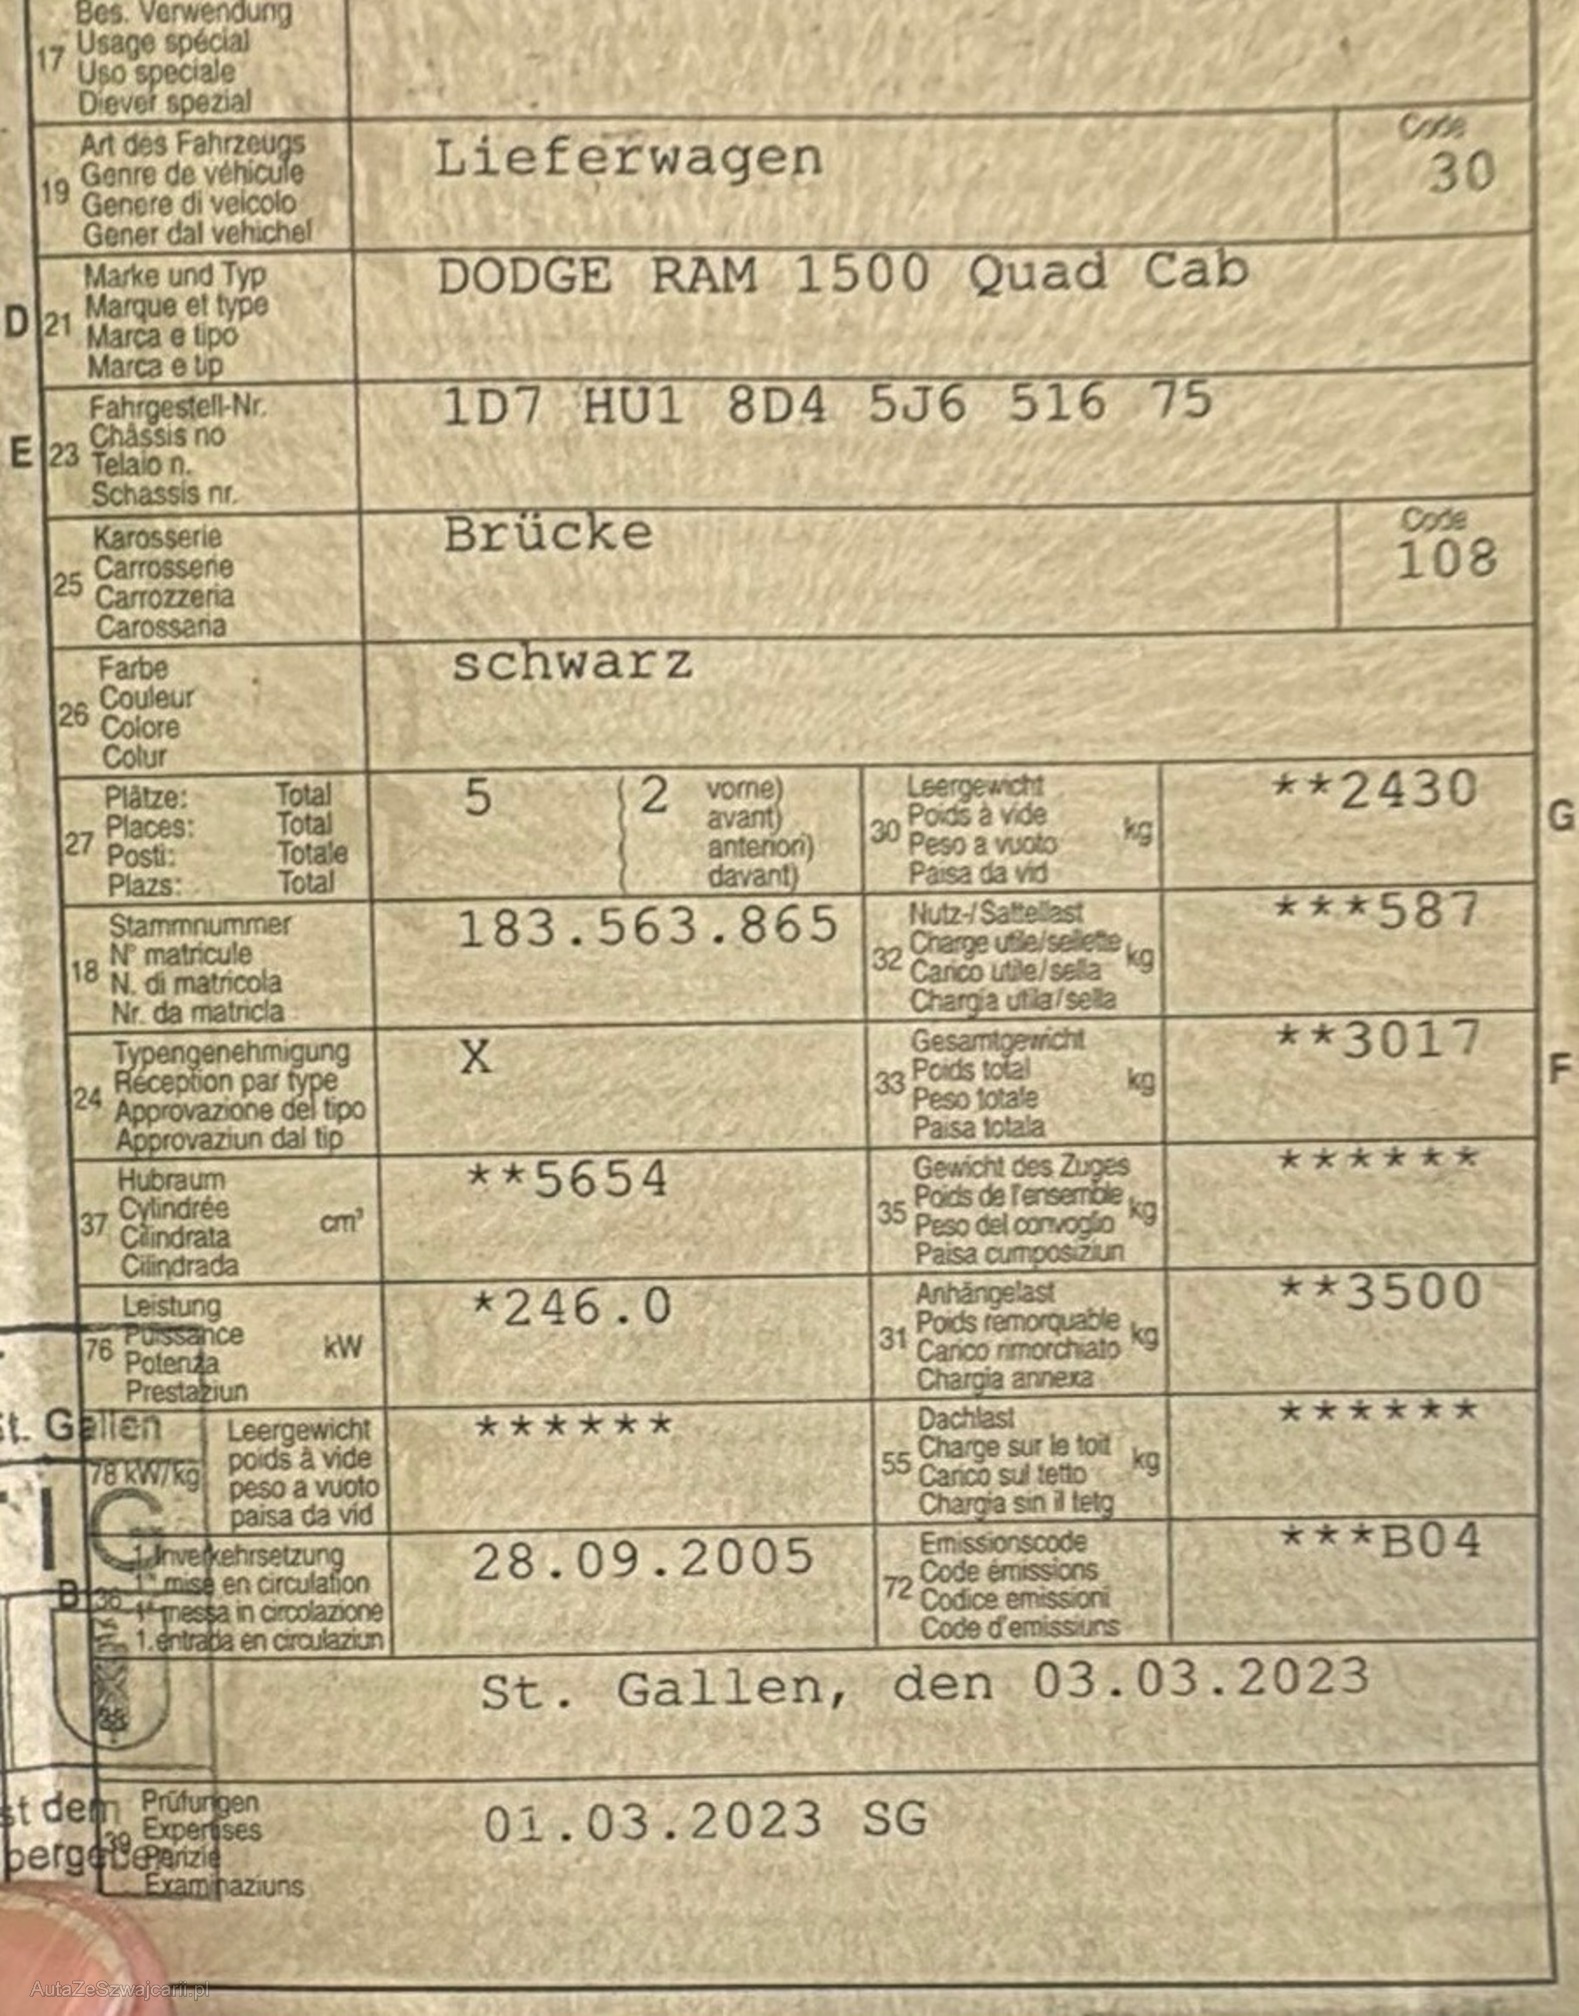 Bes. Verwendung
17 Usage spécial
Uso speciale
Diever spezial
Art des Fahrzeugs Lieferwagen Code
19 Genre de véhicule 30
Genere di veicolo
Gener dal vehichel
Marke und Typ DODGE RAM 1500 Quad Cab
D 21 Marque et type
Marca e tipo
Marca e tip
Fahrgestell-Nr. 1D7 HU1 8D4 5J6 516 75
E 23 Châssis no
Telaio n.
Schassis nr.
Karosserie Brücke Code
25 Carrosserie 108
Carrozzeria
Carossaria
Farbe schwarz
26 Couleur
Colore
Colur
Plätze: Total 5 (2 vorne)
27 Places: Total avant)
Posti: Totale anteriori)
Plazs: Total davant)
Leergewicht **2430 G
30 Poids à vide kg
Peso a vuoto
Paisa da vid
Stammnummer 183.563.865
18 N° matricule
N. di matricola
Nr. da matricla
Nutz-/Sattellast ***587
32 Charge utile/sellette kg
Carico utile/sella
Chargia utila/sella
Typengenehmigung X
24 Réception par type
Approvazione del tipo
Approvaziun dal tip
Gesamtgewicht **3017
33 Poids total kg F
Peso totale
Paisa totala
Hubraum **5654
37 Cylindrée cm³
Cilindrata
Cilindrada
Gewicht des Zuges ******
35 Poids de l'ensemble kg
Peso del convoglio
Paisa cumposiziun
Leistung *246.0
76 Puissance kW
Potenza
Prestaziun
Anhängelast **3500
31 Poids remorquable kg
Carico rimorchiato
Chargia annexa
St. Gallen
78 kW/kg
Leergewicht ******
poids à vide
peso a vuoto
paisa da vid
Dachlast ******
55 Charge sur le toit kg
Carico sul tetto
Chargia sin il tetg
B 36
1. Inverkehrsetzung 28.09.2005
1re mise en circulation
1a messa in circolazione
1. entrada en circulaziun
Emissionscode ***B04
72 Code émissions
Codice emissioni
Code d'emissiuns
St. Gallen, den 03.03.2023
Prüfungen 01.03.2023 SG
39 Expertises
Perizie
Examinaziuns
AutaZeSzwajcarii.pl